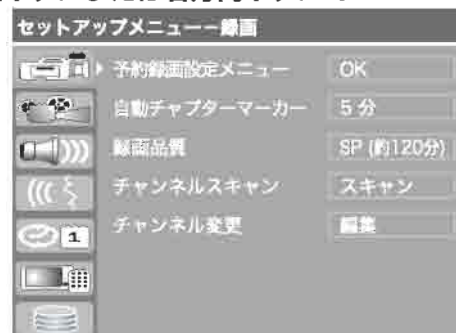 セットアップメニューー録画
予約録画設定メニュー OK
自動チャプターマーカー 5 分
録画品質 SP (約120分)
チャンネルスキャン スキャン
チャンネル変更 編集
1